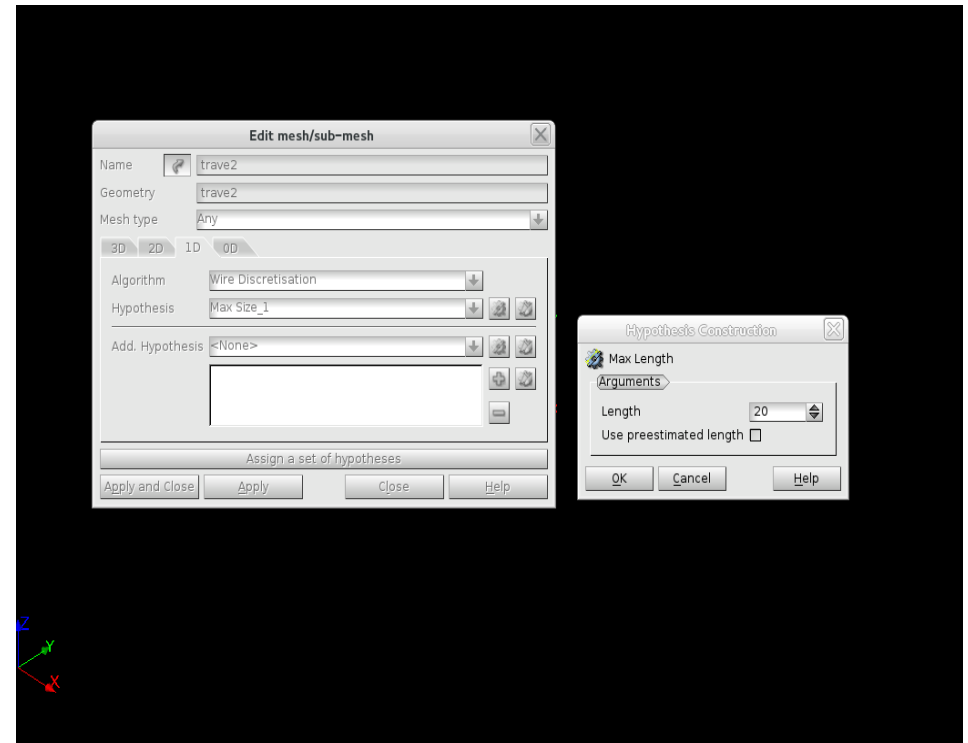 Edit mesh/sub-mesh
Name trave2
Geometry trave2
Mesh type Any
3D 2D 1D 0D
Algorithm Wire Discretisation
Hypothesis Max Size_1
Add. Hypothesis <None>
Assign a set of hypotheses
Apply and Close Apply Close Help
Hypothesis Construction
Max Length
Arguments
Length 20
Use preestimated length
OK Cancel Help
Z
Y
X